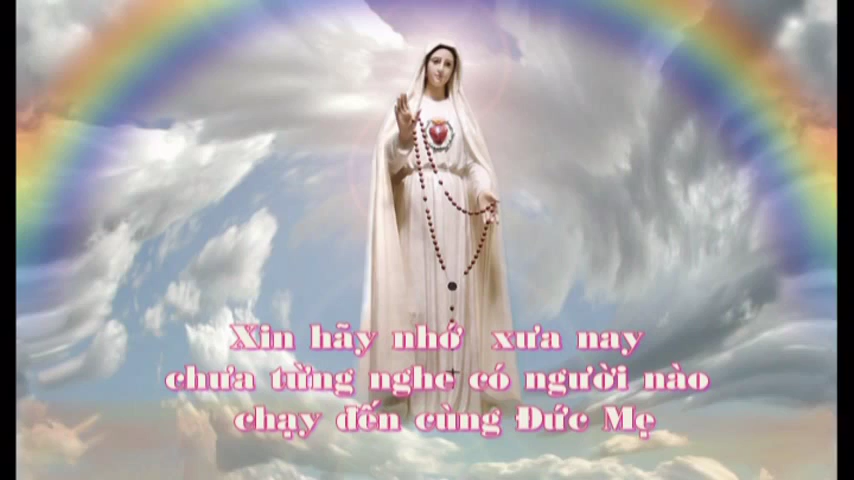 Xin hãy nhớ xưa nay
chưa từng nghe có người nào
chạy đến cùng Đức Mẹ